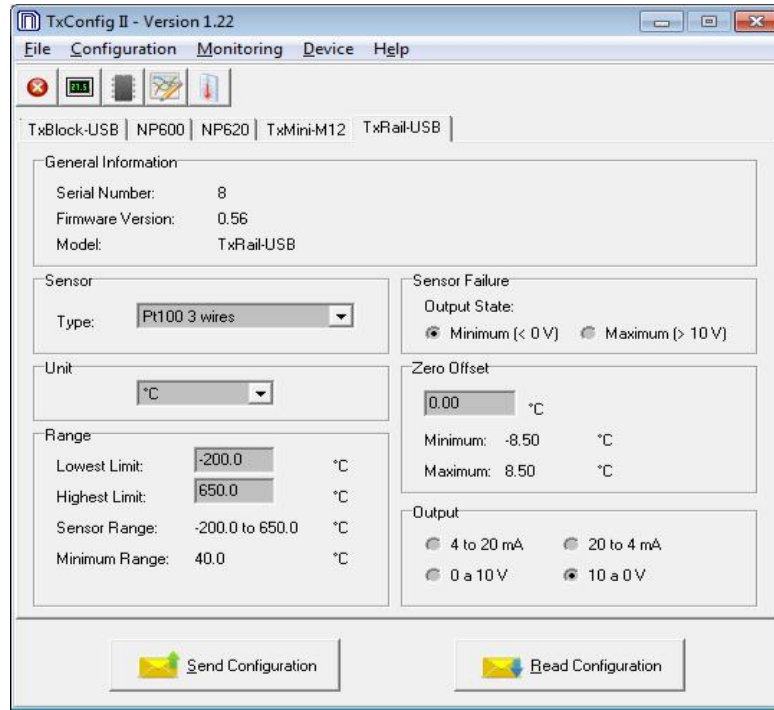 TxConfig II - Version 1.22
File Configuration Monitoring Device Help
TxBlock-USB NP600 NP620 TxMini-M12 TxRail-USB
General Information
Serial Number: 8
Firmware Version: 0.56
Model: TxRail-USB
Sensor
Type: Pt100 3 wires
Sensor Failure
Output State:
Minimum (< 0 V) Maximum (> 10 V)
Unit
°C
Zero Offset
0.00 °C
Minimum: -8.50 °C
Maximum: 8.50 °C
Range
Lowest Limit: -200.0 °C
Highest Limit: 650.0 °C
Sensor Range: -200.0 to 650.0 °C
Minimum Range: 40.0 °C
Output
4 to 20 mA 20 to 4 mA
0 a 10 V 10 a 0 V
Send Configuration Read Configuration